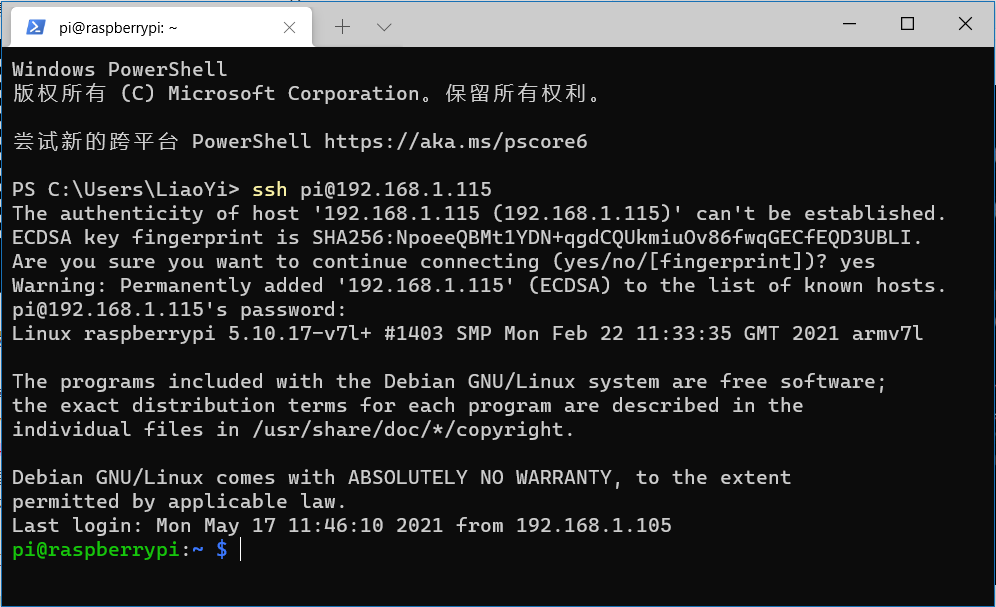 pi@raspberrypi: ~
Windows PowerShell
版权所有 (C) Microsoft Corporation。保留所有权利。
尝试新的跨平台 PowerShell https://aka.ms/pscore6
PS C:\Users\LiaoYi> ssh pi@192.168.1.115
The authenticity of host '192.168.1.115 (192.168.1.115)' can't be established.
ECDSA key fingerprint is SHA256:NpoeeQBMt1YDN+qgdCQUkmiuOv86fwqGECfEQD3UBLI.
Are you sure you want to continue connecting (yes/no/[fingerprint])? yes
Warning: Permanently added '192.168.1.115' (ECDSA) to the list of known hosts.
pi@192.168.1.115's password:
Linux raspberrypi 5.10.17-v7l+ #1403 SMP Mon Feb 22 11:33:35 GMT 2021 armv7l
The programs included with the Debian GNU/Linux system are free software;
the exact distribution terms for each program are described in the
individual files in /usr/share/doc/*/copyright.
Debian GNU/Linux comes with ABSOLUTELY NO WARRANTY, to the extent
permitted by applicable law.
Last login: Mon May 17 11:46:10 2021 from 192.168.1.105
pi@raspberrypi:~ $